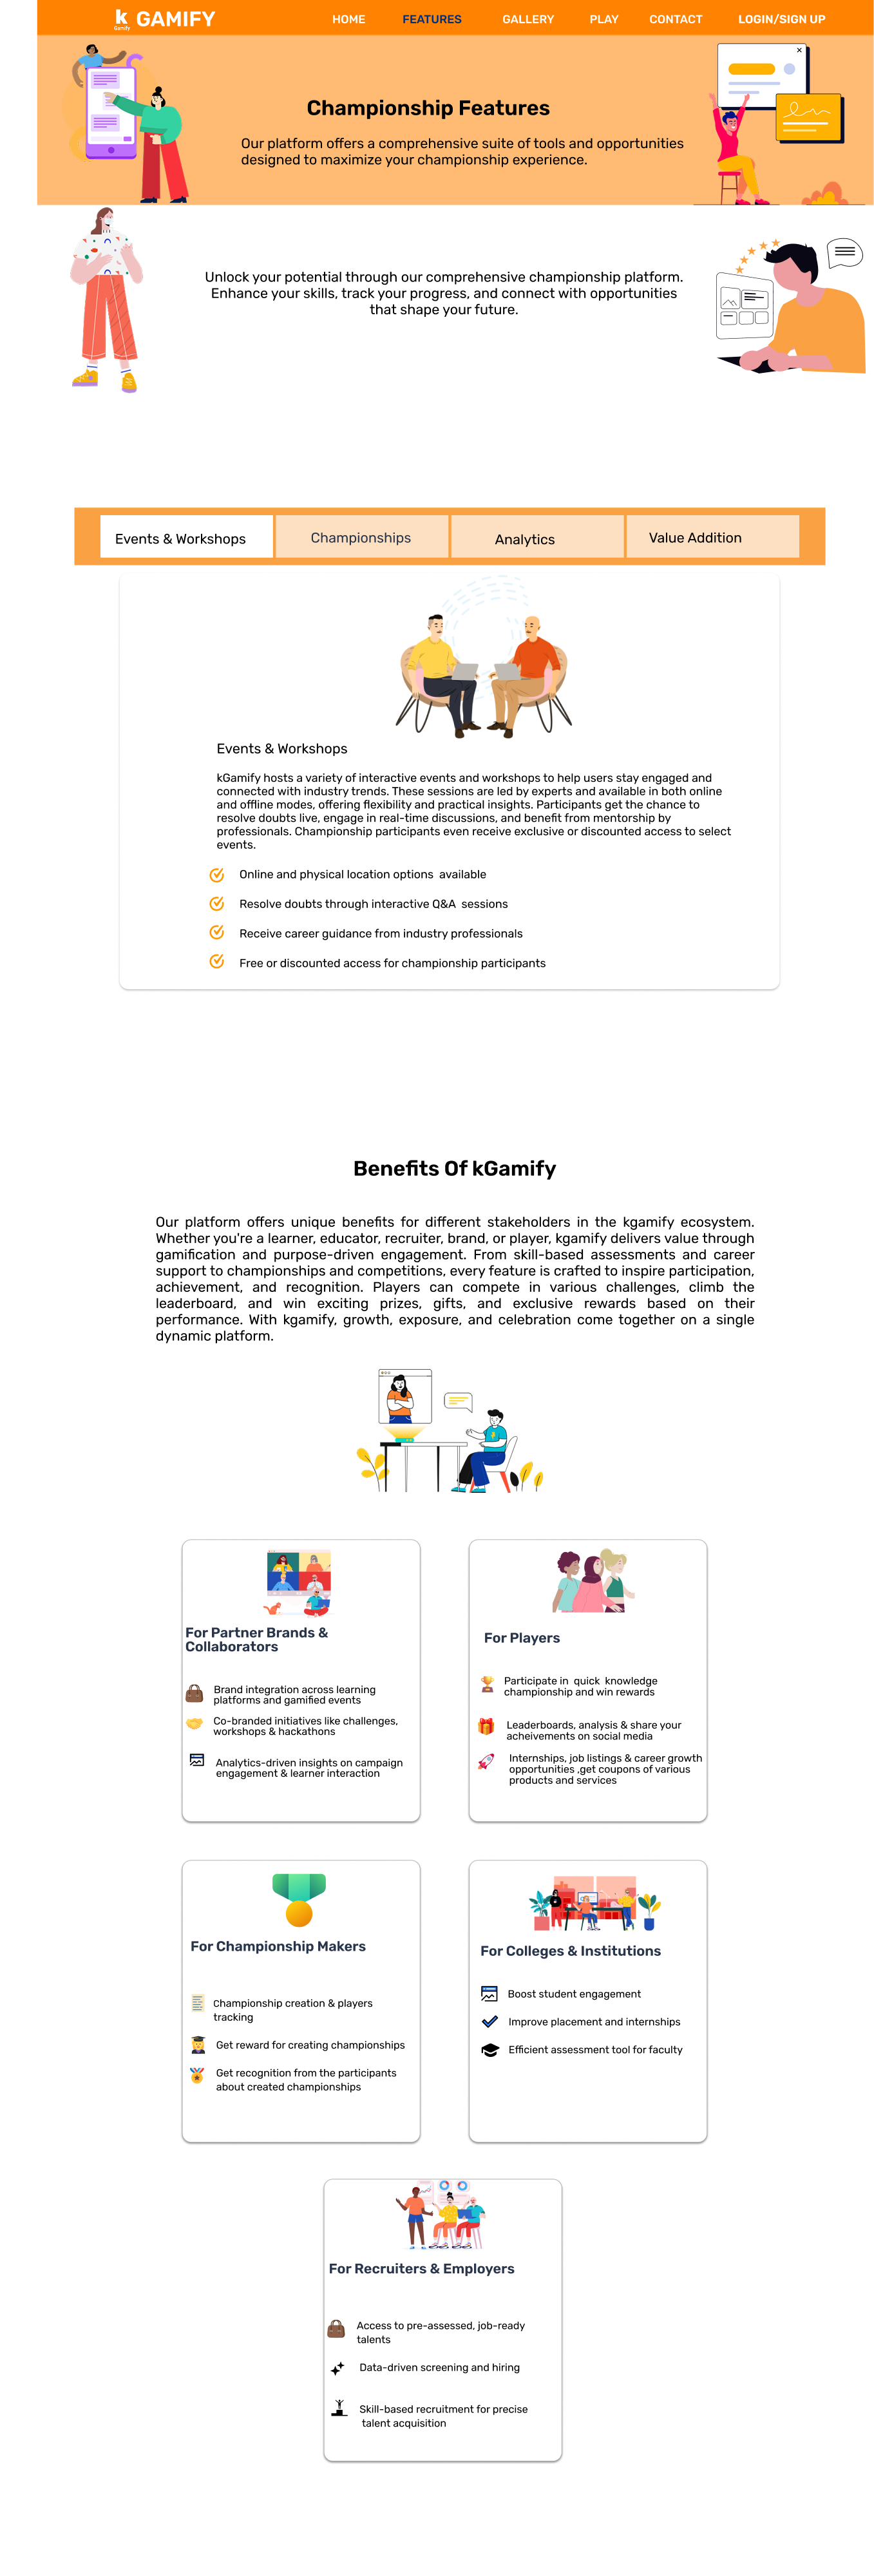 k GAMIFY
Gamify
HOME
FEATURES
GALLERY
PLAY
CONTACT
LOGIN/SIGN UP
Championship Features
Our platform offers a comprehensive suite of tools and opportunities
designed to maximize your championship experience.
Unlock your potential through our comprehensive championship platform.
Enhance your skills, track your progress, and connect with opportunities
that shape your future.
Events & Workshops
Championships
Analytics
Value Addition
Events & Workshops
kGamify hosts a variety of interactive events and workshops to help users stay engaged and
connected with industry trends. These sessions are led by experts and available in both online
and offline modes, offering flexibility and practical insights. Participants get the chance to
resolve doubts live, engage in real-time discussions, and benefit from mentorship by
professionals. Championship participants even receive exclusive or discounted access to select
events.
Online and physical location options  available
Resolve doubts through interactive Q&A  sessions
Receive career guidance from industry professionals
Free or discounted access for championship participants
Benefits Of kGamify
Our platform offers unique benefits for different stakeholders in the kgamify ecosystem.
Whether you're a learner, educator, recruiter, brand, or player, kgamify delivers value through
gamification and purpose-driven engagement. From skill-based assessments and career
support to championships and competitions, every feature is crafted to inspire participation,
achievement, and recognition. Players can compete in various challenges, climb the
leaderboard, and win exciting prizes, gifts, and exclusive rewards based on their
performance. With kgamify, growth, exposure, and celebration come together on a single
dynamic platform.
For Partner Brands &
Collaborators
Brand integration across learning
platforms and gamified events
Co-branded initiatives like challenges,
workshops & hackathons
Analytics-driven insights on campaign
engagement & learner interaction
For Players
Participate in  quick  knowledge
championship and win rewards
Leaderboards, analysis & share your
acheivements on social media
Internships, job listings & career growth
opportunities ,get coupons of various
products and services
For Championship Makers
Championship creation & players
tracking
Get reward for creating championships
Get recognition from the participants
about created championships
For Colleges & Institutions
Boost student engagement
Improve placement and internships
Efficient assessment tool for faculty
For Recruiters & Employers
Access to pre-assessed, job-ready
talents
Data-driven screening and hiring
Skill-based recruitment for precise
talent acquisition